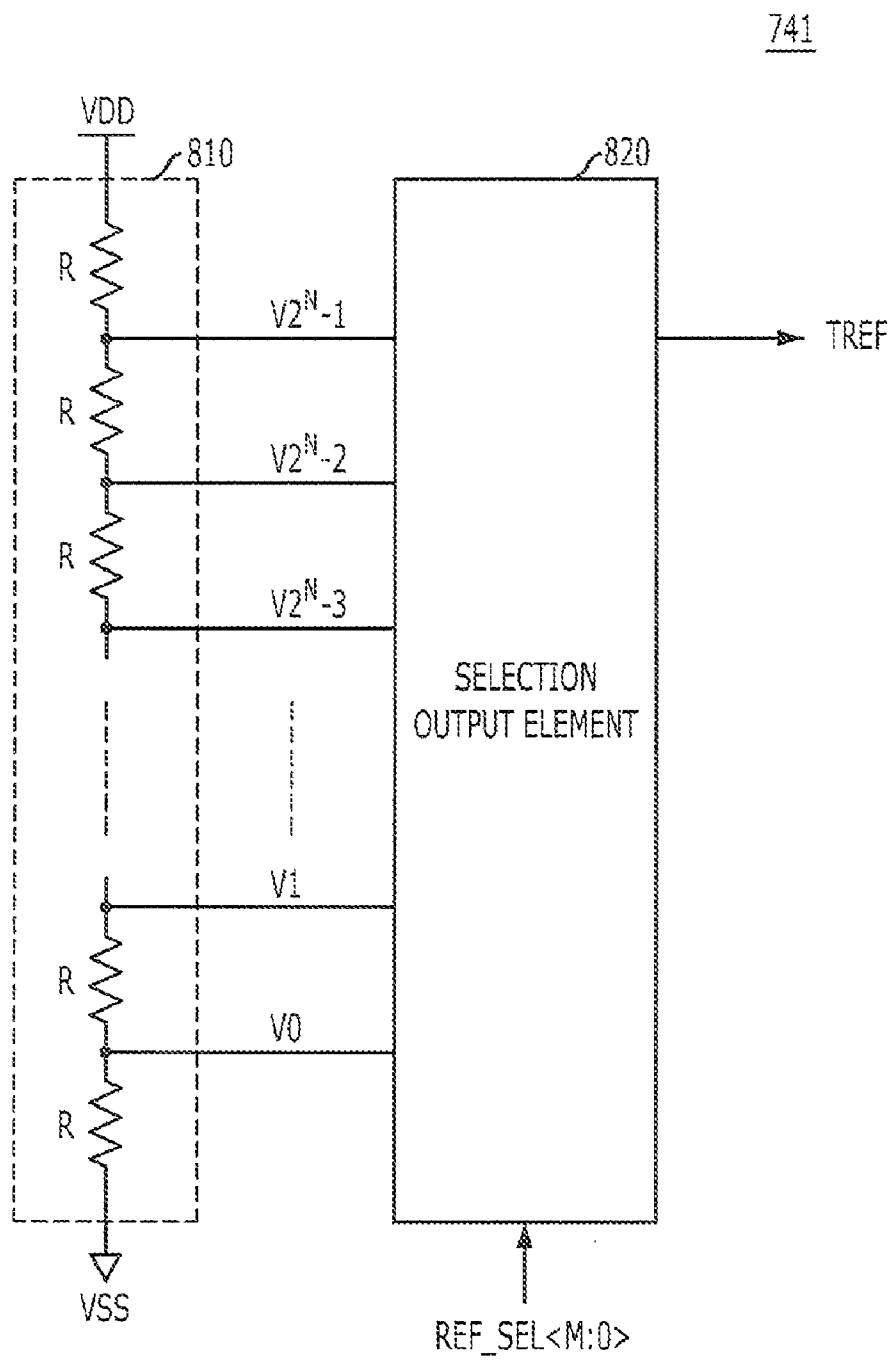 741
VDD
810
820
R
V2ᴺ-1
TREF
R
V2ᴺ-2
R
V2ᴺ-3
SELECTION
OUTPUT ELEMENT
V1
R
V0
R
VSS
REF_SEL<M:0>